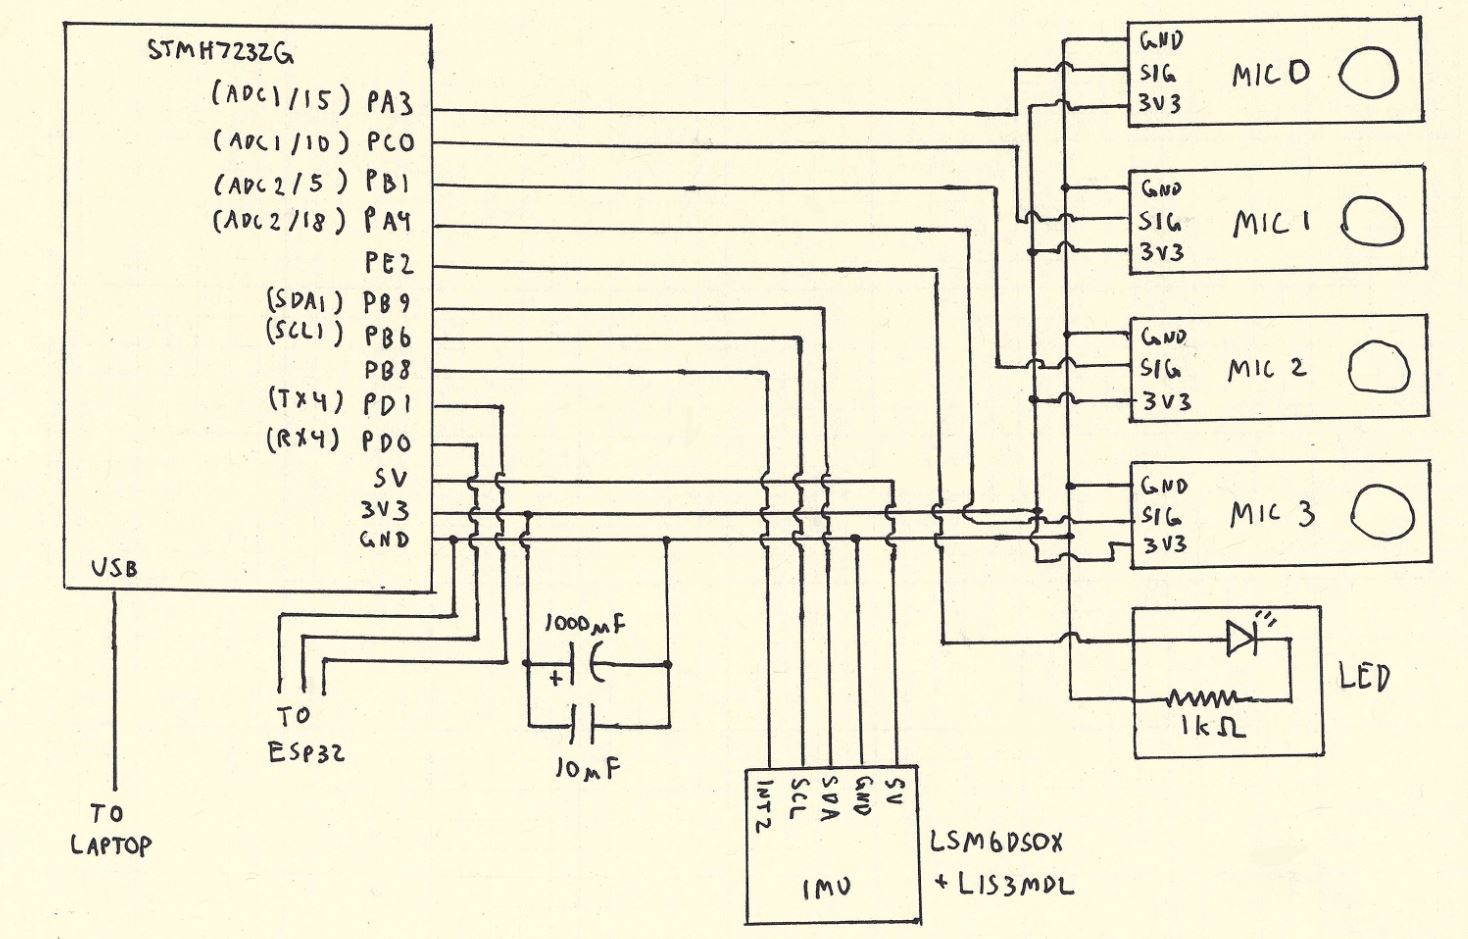 STMH723ZG
(ADC1/15) PA3
(ADC1/10) PC0
(ADC2/5) PB1
(ADC2/18) PA4
PE2
(SDA1) PB9
(SCL1) PB6
PB8
(TX4) PD1
(RX4) PD0
5V
3V3
GND
USB
TO
LAPTOP
TO
ESP32
1000μF
+
10μF
INT2
SCL
SDA
GND
5V
IMU
LSM6DSOX
+ LIS3MDL
GND
SIG
3V3
MIC 0
GND
SIG
3V3
MIC 1
GND
SIG
3V3
MIC 2
GND
SIG
3V3
MIC 3
1kΩ
LED